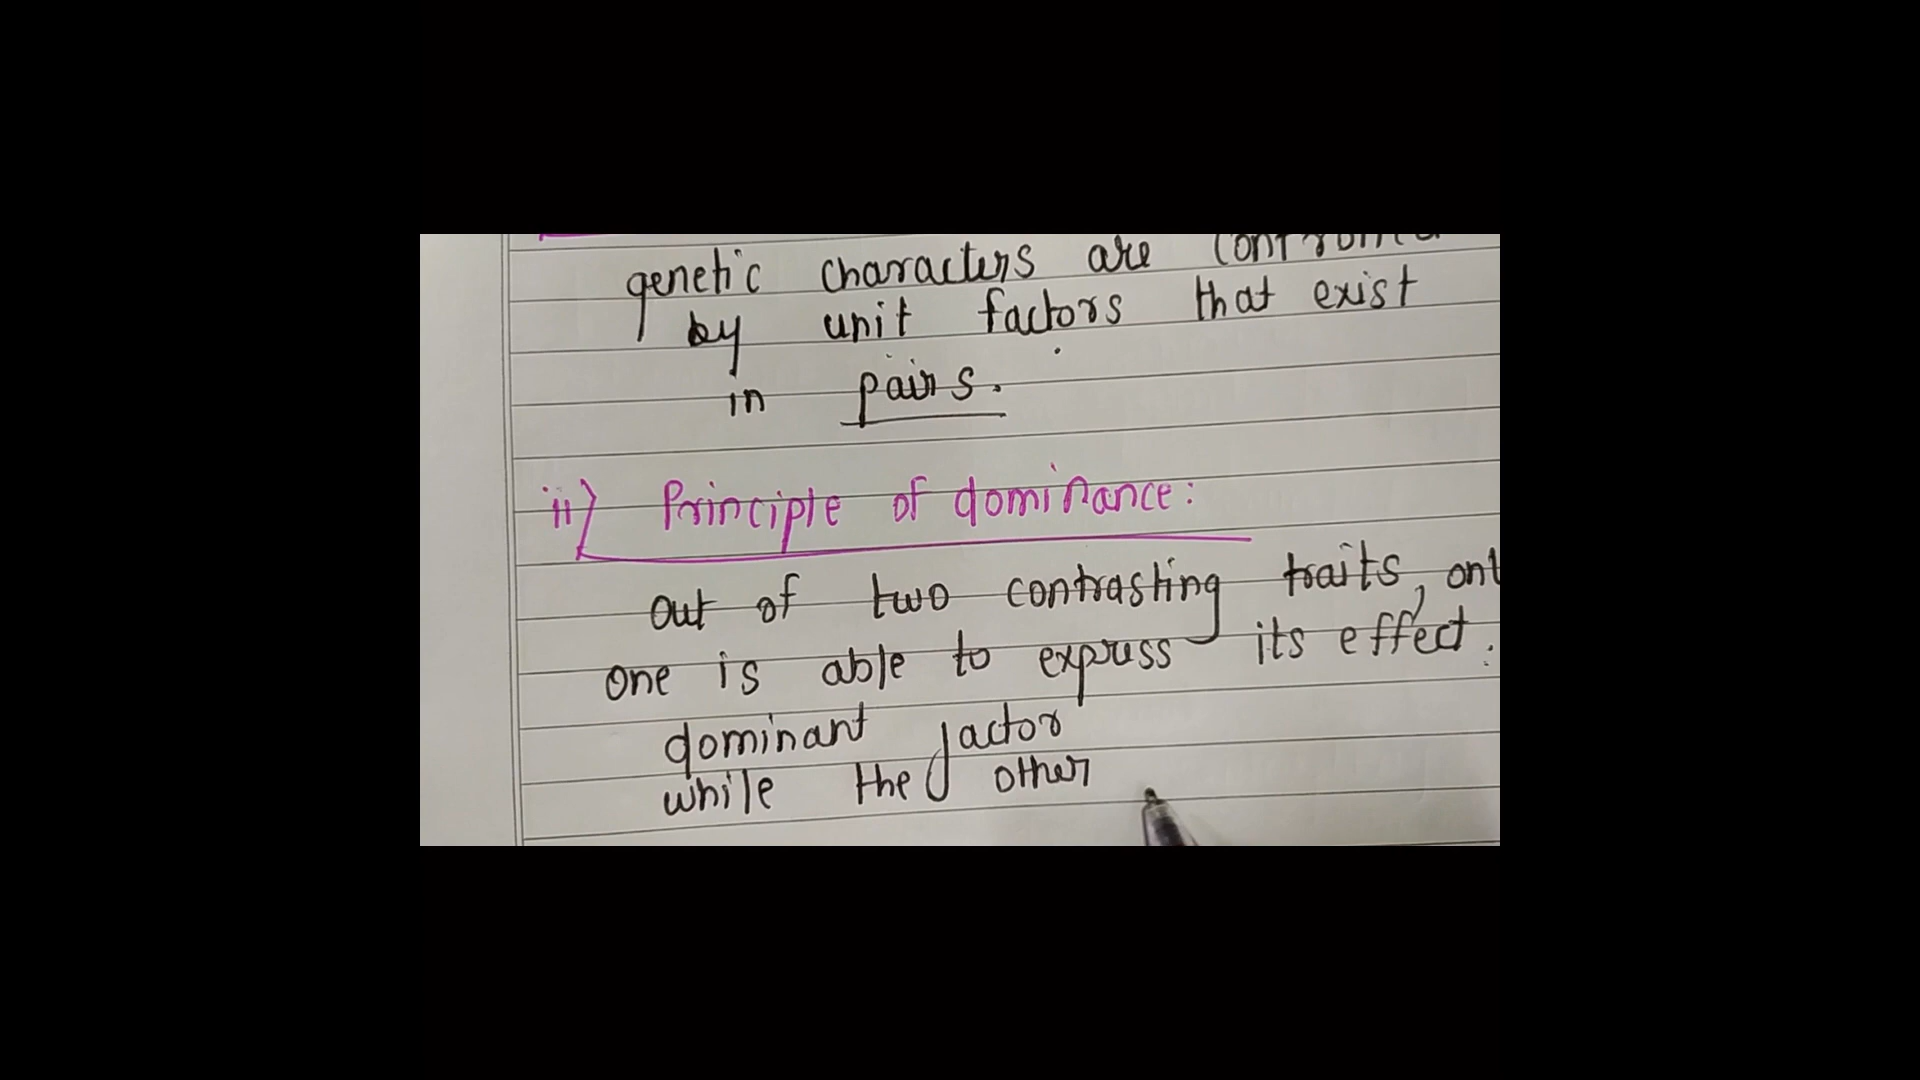 genetic characters are
by unit factors that exist
in pairs.
ii) Principle of dominance:
out of two contrasting traits,
one is able to express its effect.
dominant factor
while the other